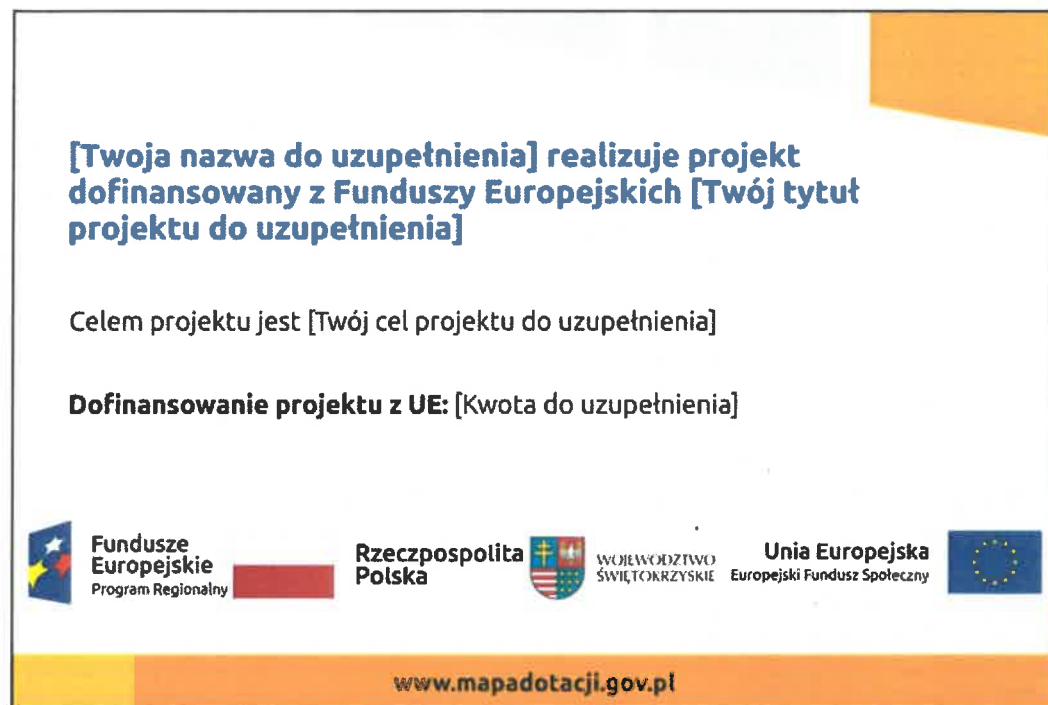 [Twoja nazwa do uzupełnienia] realizuje projekt
dofinansowany z Funduszy Europejskich [Twój tytuł
projektu do uzupełnienia]
Celem projektu jest [Twój cel projektu do uzupełnienia]
Dofinansowanie projektu z UE: [Kwota do uzupełnienia]
Fundusze
Europejskie
Program Regionalny
Rzeczpospolita
Polska
WOJEWÓDZTWO
ŚWIĘTOKRZYSKIE
Unia Europejska
Europejski Fundusz Społeczny
www.mapadotacji.gov.pl